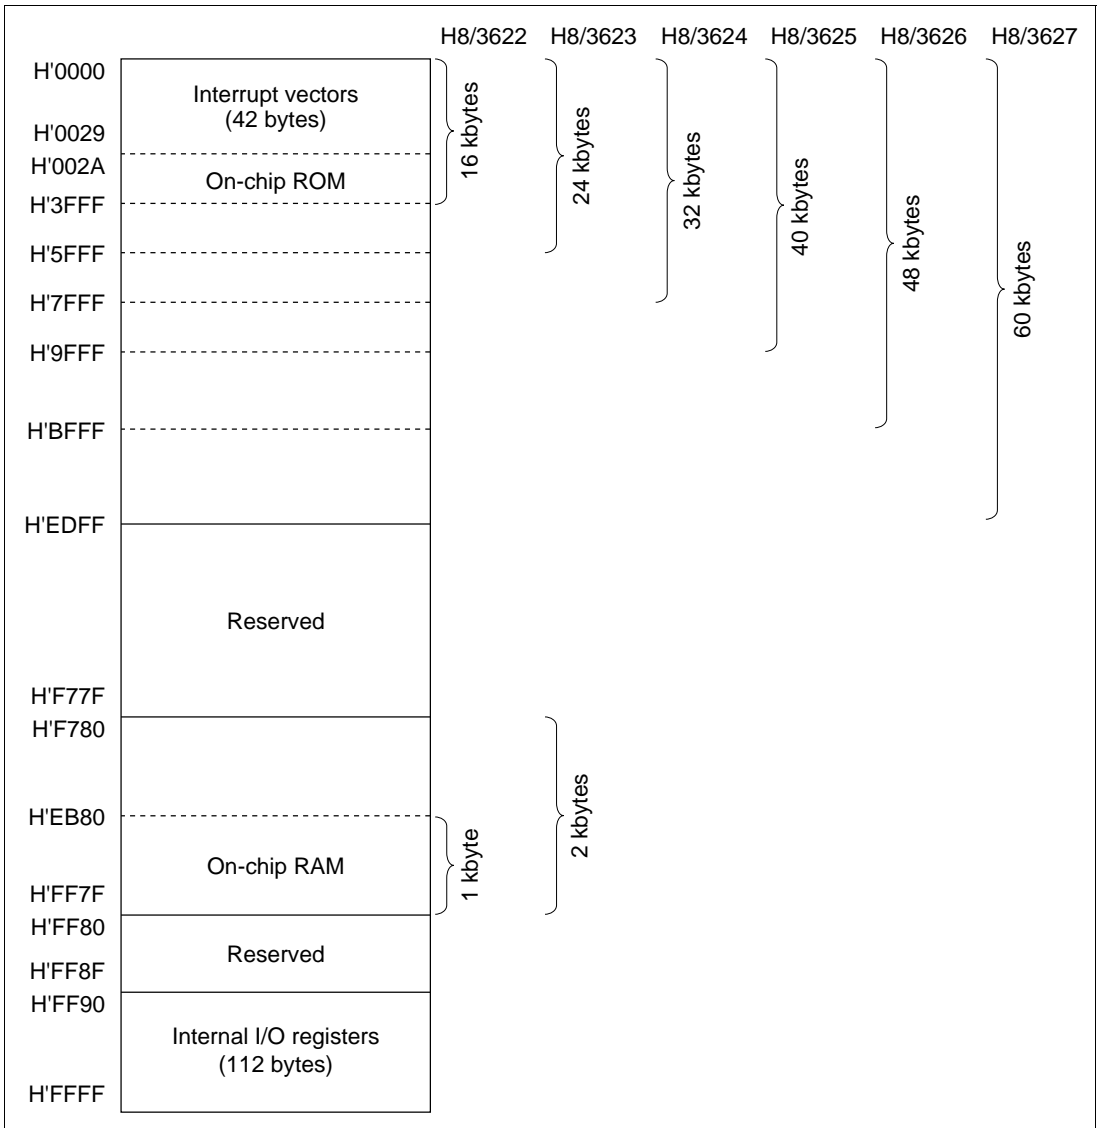 H8/3622 H8/3623 H8/3624 H8/3625 H8/3626 H8/3627
H'0000
Interrupt vectors
(42 bytes)
H'0029
H'002A
On-chip ROM
H'3FFF
H'5FFF
H'7FFF
H'9FFF
H'BFFF
H'EDFF
16 kbytes
24 kbytes
32 kbytes
40 kbytes
48 kbytes
60 kbytes
Reserved
H'F77F
H'F780
H'EB80
On-chip RAM
H'FF7F
1 kbyte
2 kbytes
H'FF80
Reserved
H'FF8F
H'FF90
Internal I/O registers
(112 bytes)
H'FFFF